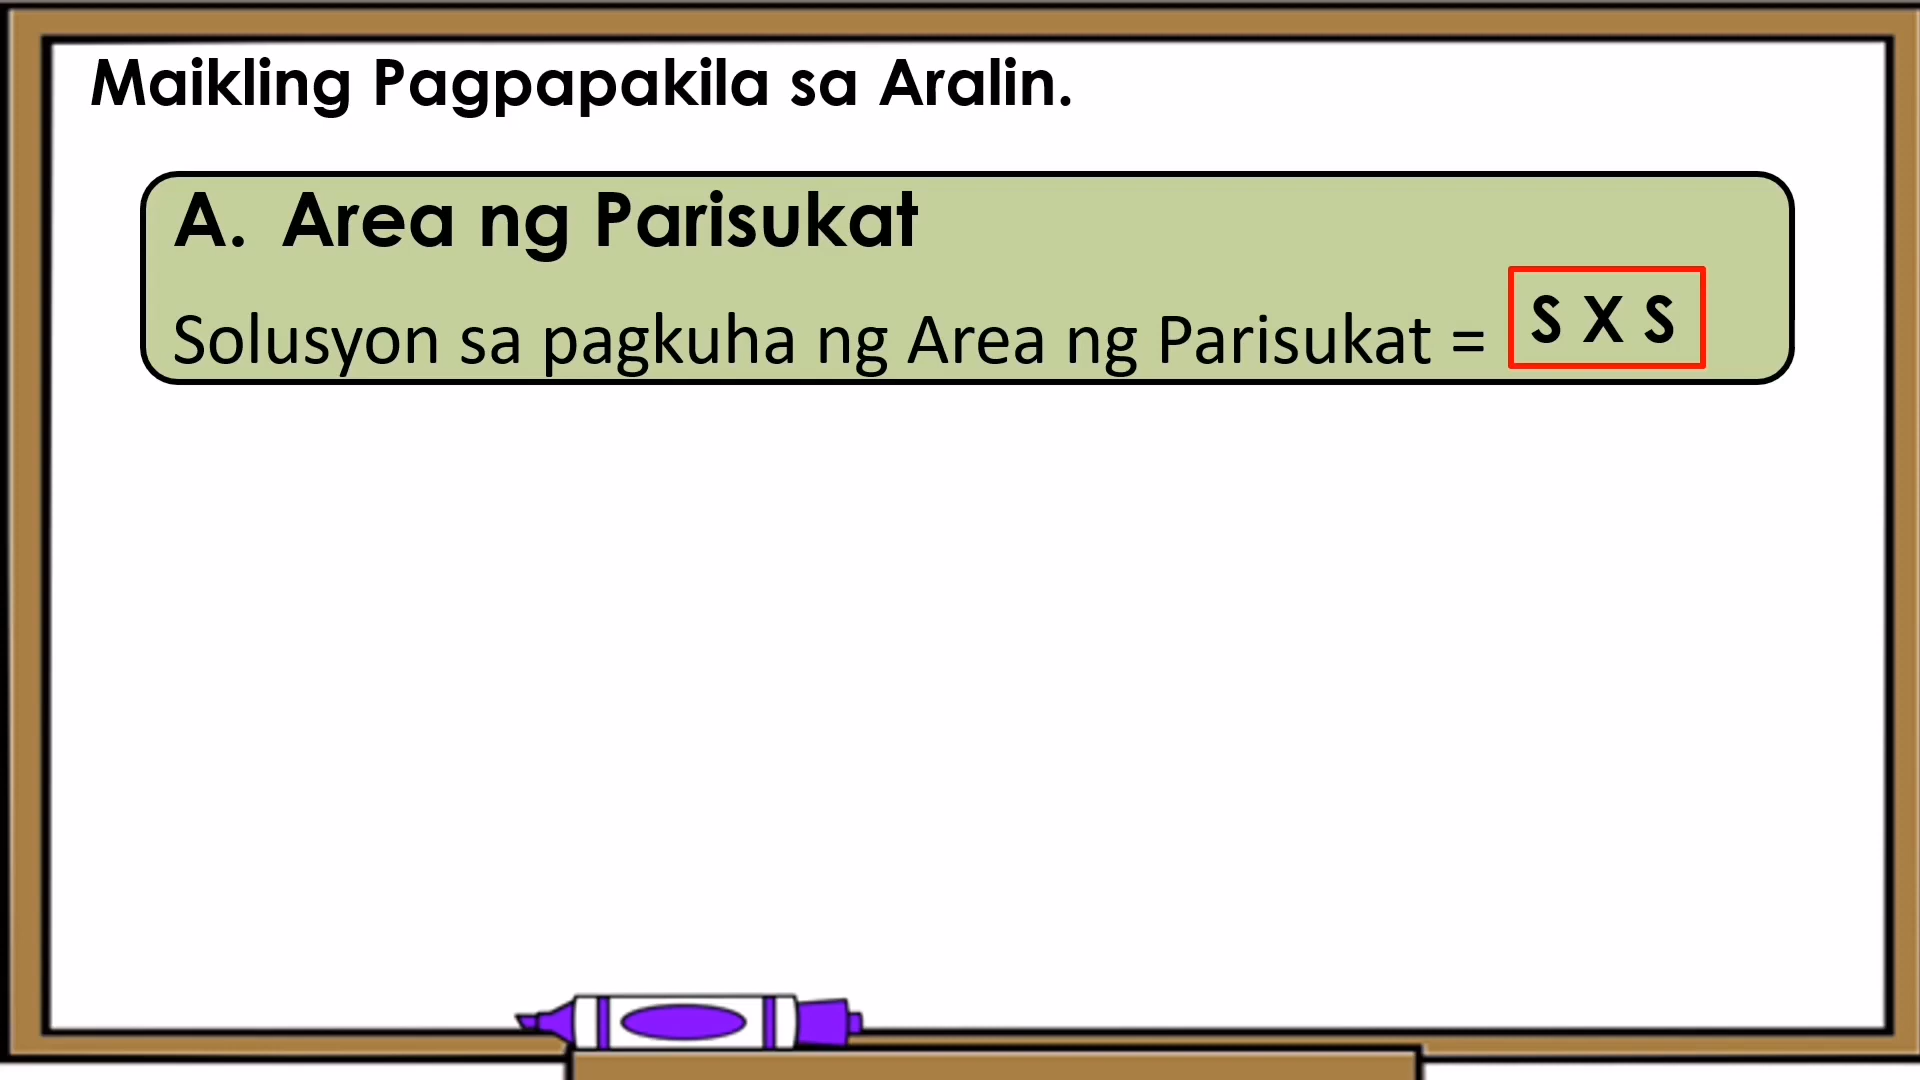 Maikling Pagpapakila sa Aralin.
A. Area ng Parisukat
Solusyon sa pagkuha ng Area ng Parisukat = S X S